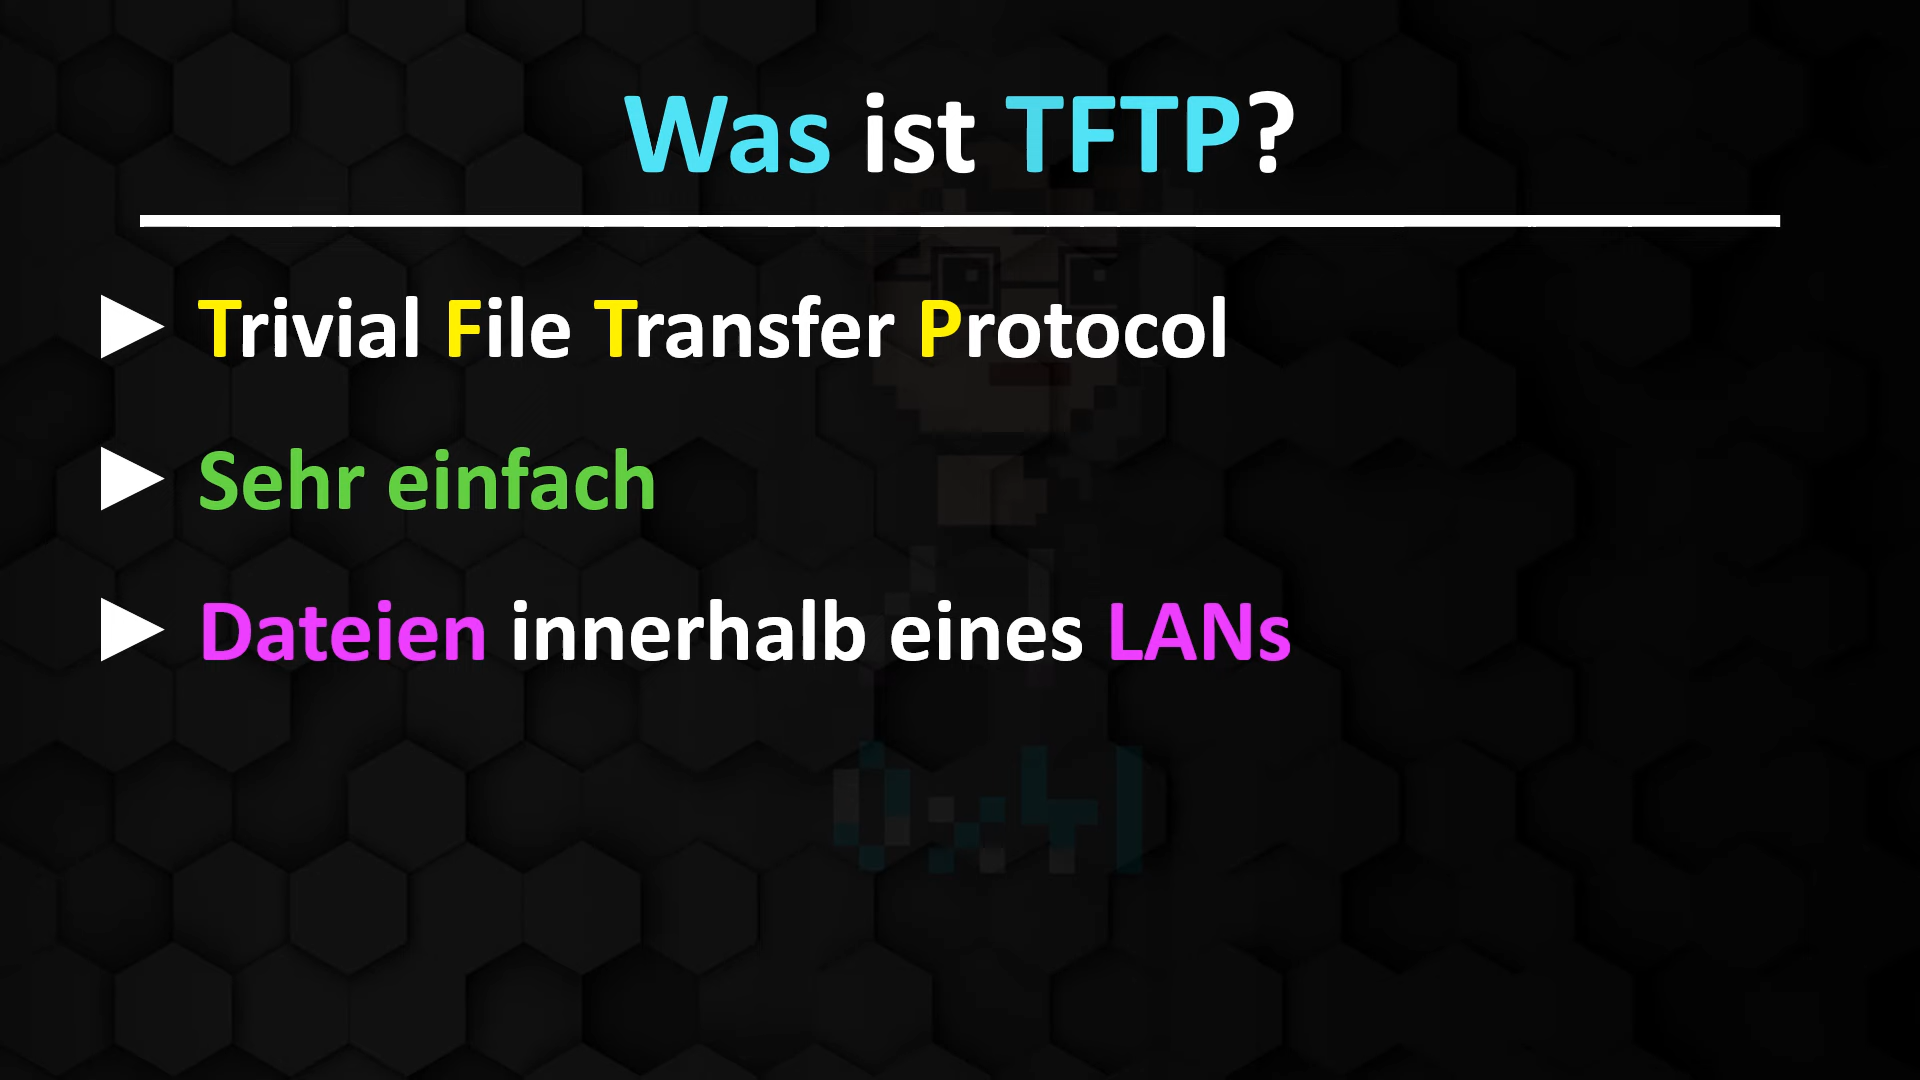 Was ist TFTP?
Trivial File Transfer Protocol
Sehr einfach
Dateien innerhalb eines LANs